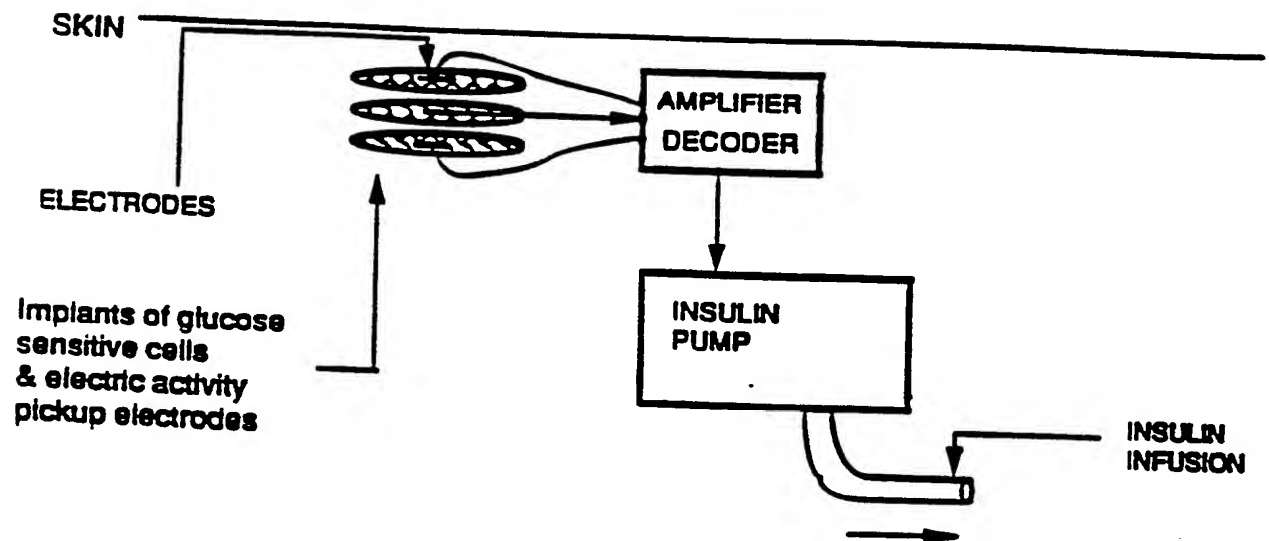 SKIN
AMPLIFIER
DECODER
ELECTRODES
INSULIN
PUMP
Implants of glucose
sensitive cells
& electric activity
pickup electrodes
INSULIN
INFUSION